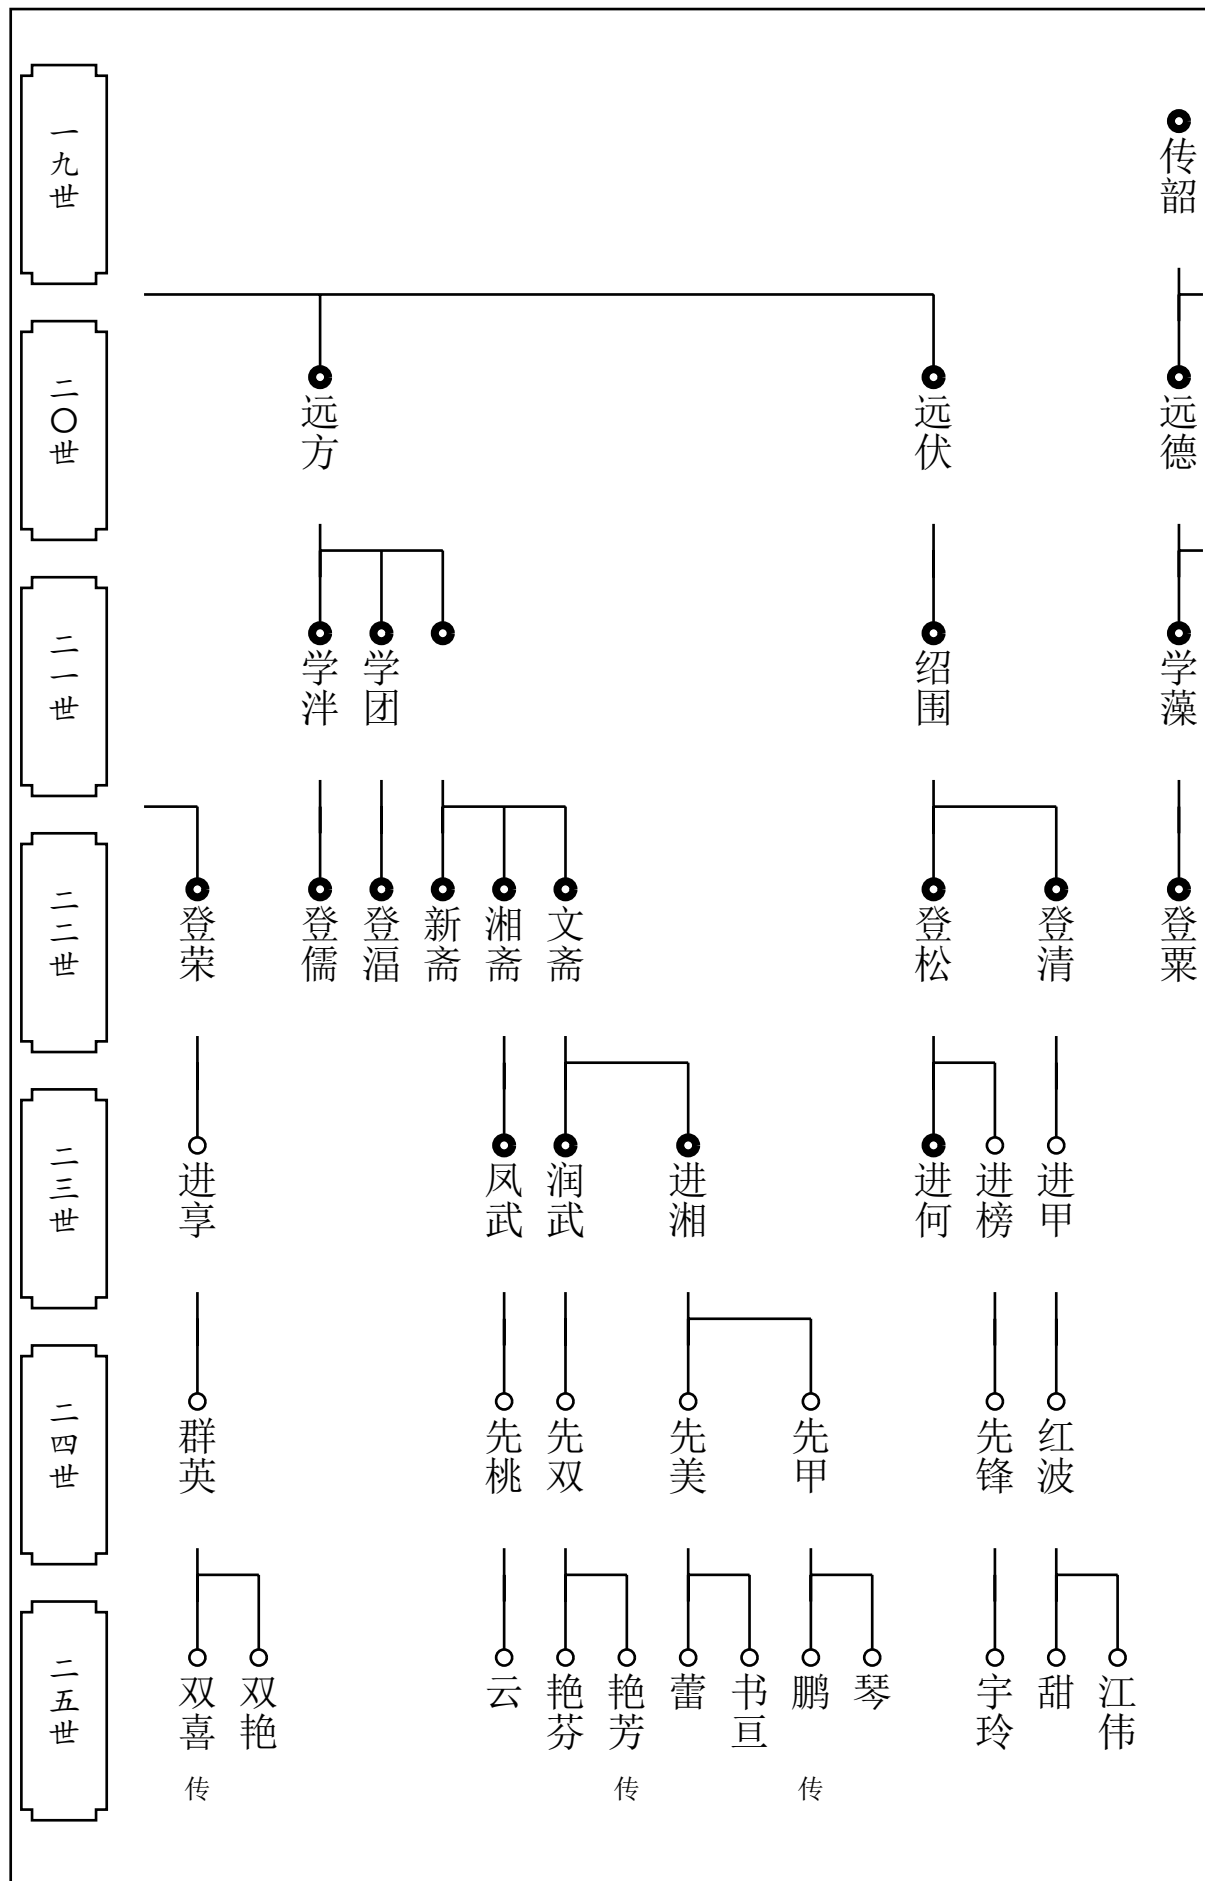 一九世
传韶
二〇世
远方
远伏
远德
二一世
学泮
学团
绍围
学藻
二二世
登荣
登儒
登湢
新斋
湘斋
文斋
登松
登清
登粟
二三世
进享
凤武
润武
进湘
进何
进榜
进甲
二四世
群英
先桃
先双
先美
先甲
先锋
红波
二五世
双喜
双艳
云
艳芬
艳芳
蕾
书亘
鹏
琴
宇玲
甜
江伟
传
传
传